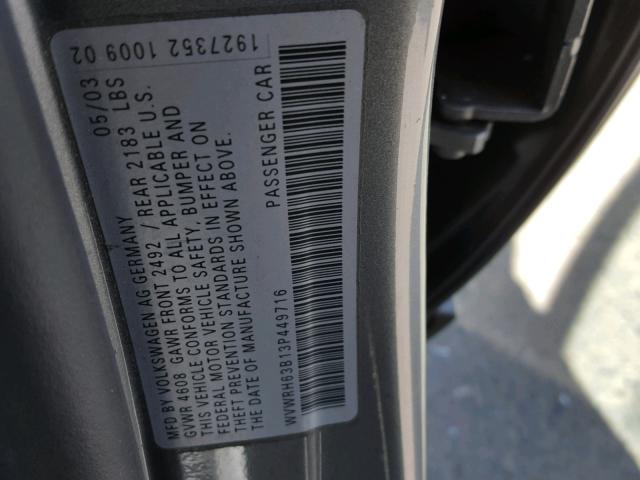 1927352 1009 02
MFD BY VOLKSWAGEN AG GERMANY 05/03
GVWR 4608 GAWR FRONT 2492 / REAR 2183 LBS
THIS VEHICLE CONFORMS TO ALL APPLICABLE U.S.
FEDERAL MOTOR VEHICLE SAFETY, BUMPER AND
THEFT PREVENTION STANDARDS IN EFFECT ON
THE DATE OF MANUFACTURE SHOWN ABOVE.
WVWRH63B13P449716 PASSENGER CAR